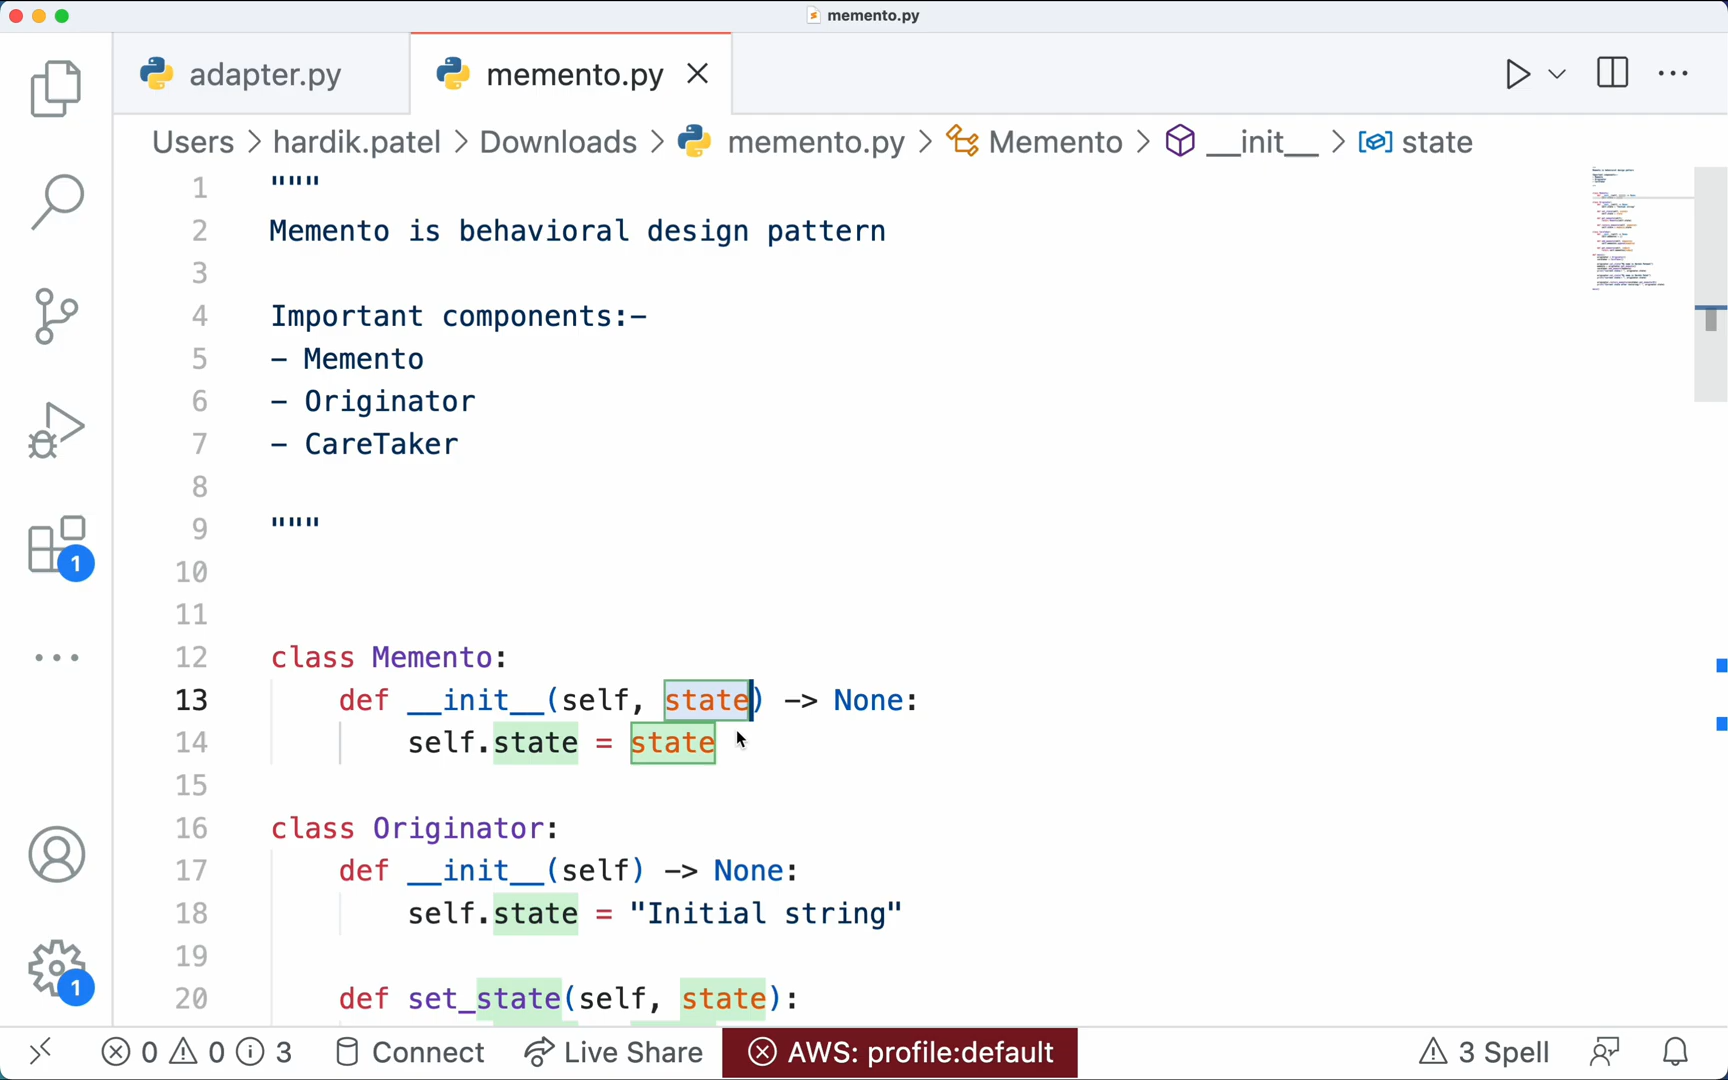 memento.py
adapter.py
memento.py
Users > hardik.patel > Downloads > memento.py > Memento > __init__ > state
1 """
2 Memento is behavioral design pattern
3
4 Important components:-
5 - Memento
6 - Originator
7 - CareTaker
8
9 """
10
11
12 class Memento:
13 def __init__(self, state) -> None:
14 self.state = state
15
16 class Originator:
17 def __init__(self) -> None:
18 self.state = "Initial string"
19
20 def set_state(self, state):
1
1
0 0 3 Connect Live Share AWS: profile:default 3 Spell